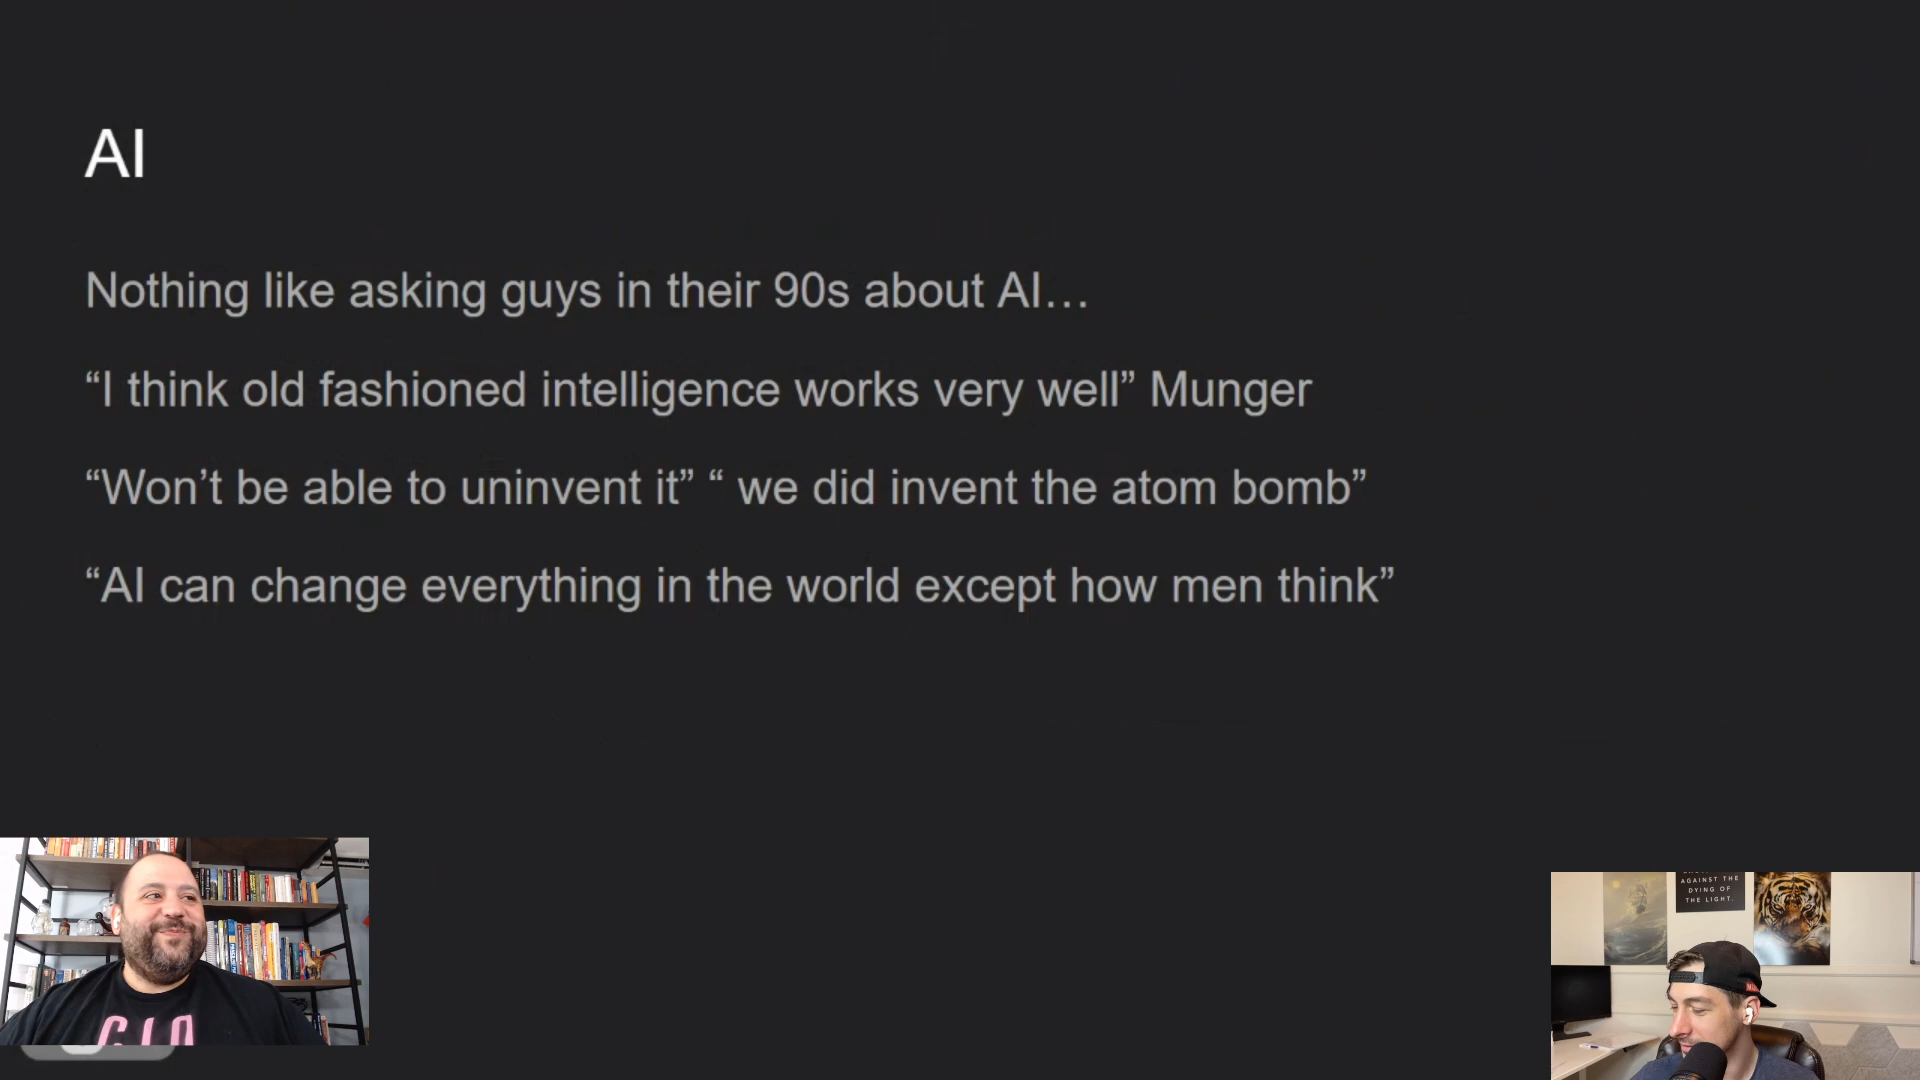 AI
Nothing like asking guys in their 90s about AI…
“I think old fashioned intelligence works very well” Munger
“Won’t be able to uninvent it” “ we did invent the atom bomb”
“AI can change everything in the world except how men think”
AGAINST THE
DYING OF
THE LIGHT.